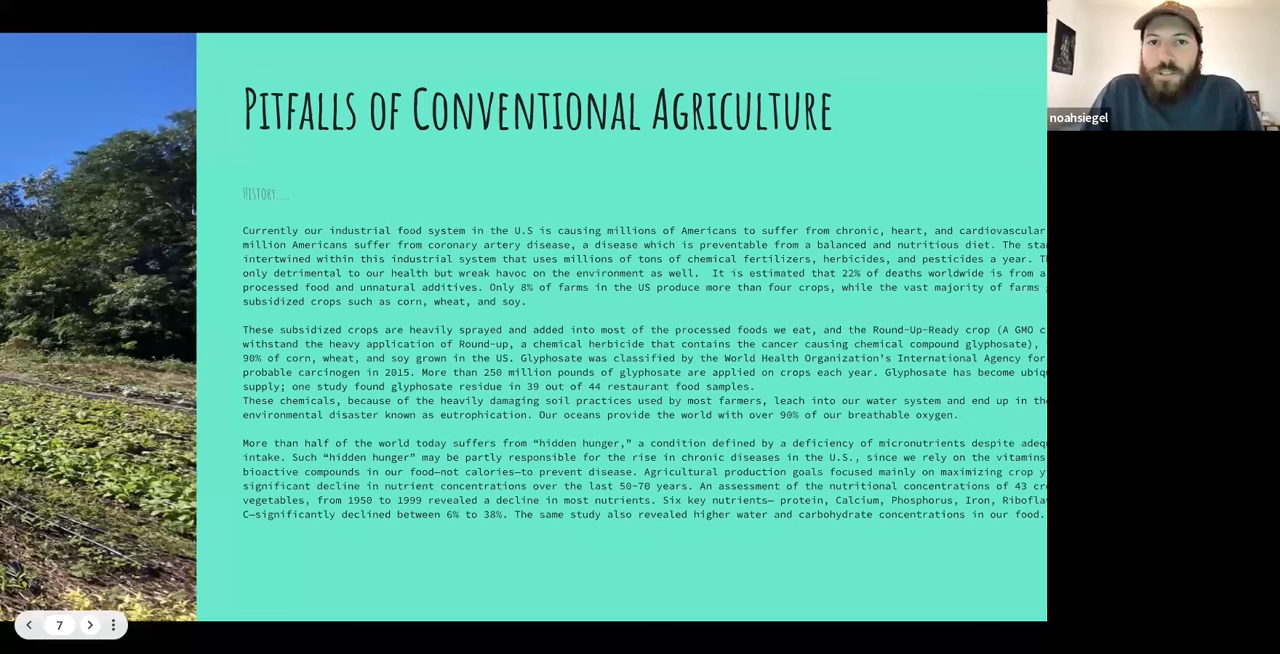 Pitfalls of Conventional Agriculture
noahsiegel
History.....
Currently our industrial food system in the U.S is causing millions of Americans to suffer from chronic, heart, and cardiovascular
million Americans suffer from coronary artery disease, a disease which is preventable from a balanced and nutritious diet. The
intertwined within this industrial system that uses millions of tons of chemical fertilizers, herbicides, and pesticides a year.
only detrimental to our health but wreak havoc on the environment as well. It is estimated that 22% of deaths worldwide is from a
processed food and unnatural additives. Only 8% of farms in the US produce more than four crops, while the vast majority of farms
subsidized crops such as corn, wheat, and soy.
These subsidized crops are heavily sprayed and added into most of the processed foods we eat, and the Round-Up-Ready crop (A GMO
withstand the heavy application of Round-up, a chemical herbicide that contains the cancer causing chemical compound glyphosate),
90% of corn, wheat, and soy grown in the US. Glyphosate was classified by the World Health Organization's International Agency for
probable carcinogen in 2015. More than 250 million pounds of glyphosate are applied on crops each year. Glyphosate has become
supply; one study found glyphosate residue in 39 out of 44 restaurant food samples.
These chemicals, because of the heavily damaging soil practices used by most farmers, leach into our water system and end up in the
environmental disaster known as eutrophication. Our oceans provide the world with over 90% of our breathable oxygen.
More than half of the world today suffers from “hidden hunger,” a condition defined by a deficiency of micronutrients despite
intake. Such “hidden hunger” may be partly responsible for the rise in chronic diseases in the U.S., since we rely on the vitamins
bioactive compounds in our food—not calories—to prevent disease. Agricultural production goals focused mainly on maximizing crop
significant decline in nutrient concentrations over the last 50-70 years. An assessment of the nutritional concentrations of 43
vegetables, from 1950 to 1999 revealed a decline in most nutrients. Six key nutrients— protein, Calcium, Phosphorus, Iron,
C—significantly declined between 6% to 38%. The same study also revealed higher water and carbohydrate concentrations in our food.
7